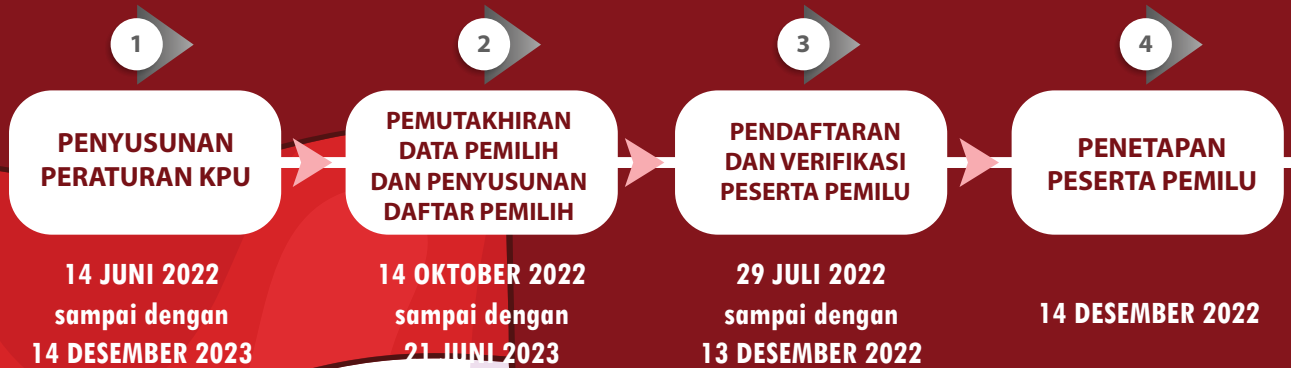 1
PENYUSUNAN
PERATURAN KPU
14 JUNI 2022
sampai dengan
14 DESEMBER 2023
2
PEMUTAKHIRAN
DATA PEMILIH
DAN PENYUSUNAN
DAFTAR PEMILIH
14 OKTOBER 2022
sampai dengan
21 JUNI 2023
3
PENDAFTARAN
DAN VERIFIKASI
PESERTA PEMILU
29 JULI 2022
sampai dengan
13 DESEMBER 2022
4
PENETAPAN
PESERTA PEMILU
14 DESEMBER 2022